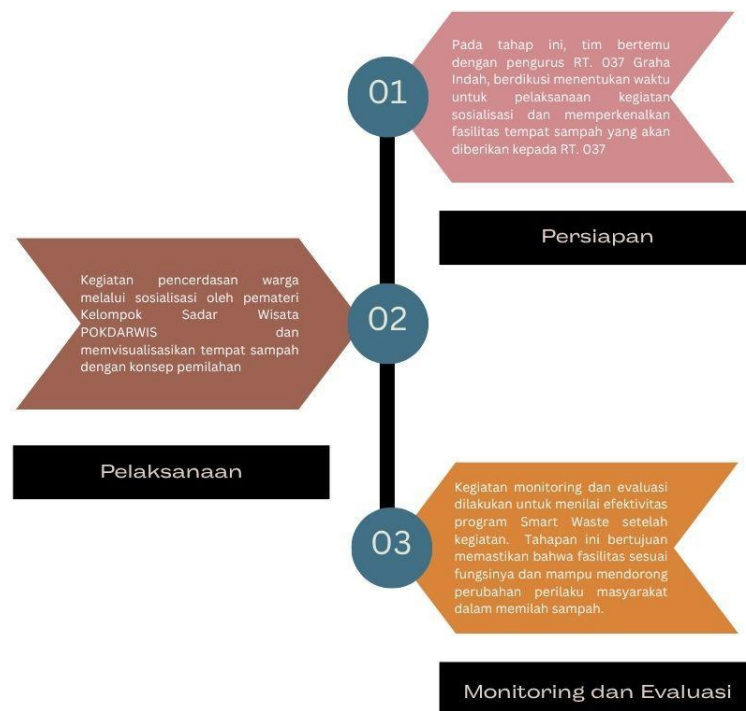 01
Pada tahap ini, tim bertemu
dengan pengurus RT. 037 Graha
Indah, berdikusi menentukan waktu
untuk pelaksanaan kegiatan
sosialisasi dan memperkenalkan
fasilitas tempat sampah yang akan
diberikan kepada RT. 037
Persiapan
02
Kegiatan pencerdasan warga
melalui sosialisasi oleh pemateri
Kelompok Sadar Wisata
POKDARWIS dan
memvisualisasikan tempat sampah
dengan konsep pemilahan
Pelaksanaan
03
Kegiatan monitoring dan evaluasi
dilakukan untuk menilai efektivitas
program Smart Waste setelah
kegiatan. Tahapan ini bertujuan
memastikan bahwa fasilitas sesuai
fungsinya dan mampu mendorong
perubahan perilaku masyarakat
dalam memilah sampah.
Monitoring dan Evaluasi